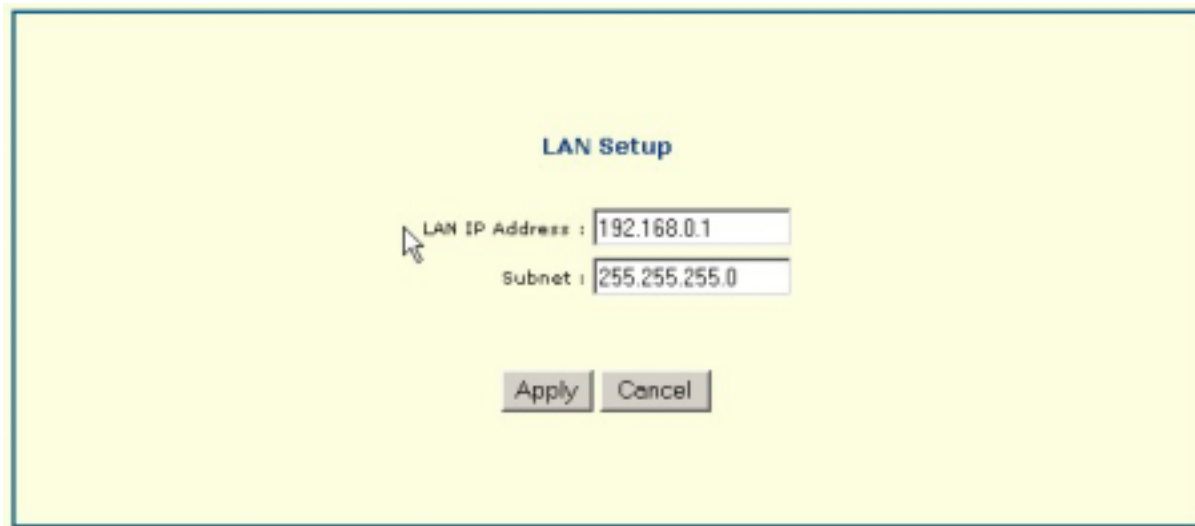 LAN Setup
LAN IP Address : 192.168.0.1
Subnet : 255.255.255.0
Apply Cancel